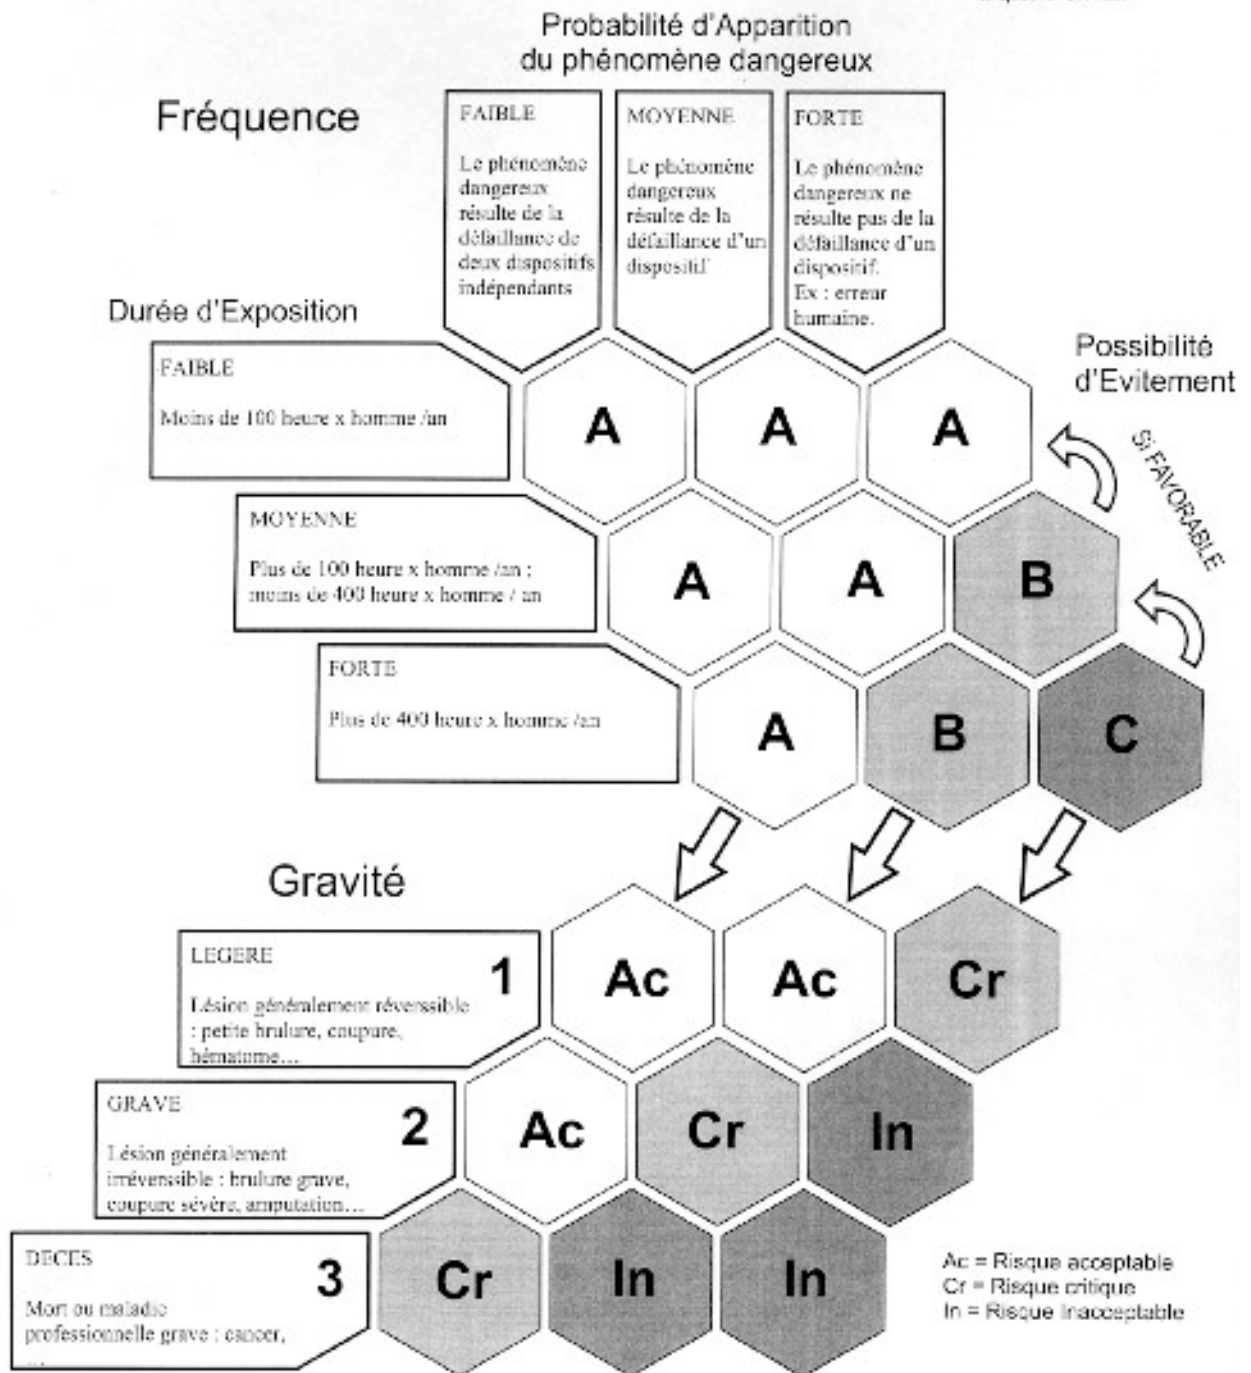 Probabilité d'Apparition
du phénomène dangereux
Fréquence
FAIBLE
Le phénomène
dangereux
résulte de la
défaillance de
deux dispositifs
indépendants
MOYENNE
Le phénomène
dangereux
résulte de la
défaillance d'un
dispositif
FORTE
Le phénomène
dangereux ne
résulte pas de la
défaillance d'un
dispositif.
Ex : erreur
humaine.
Durée d'Exposition
Possibilité
d'Evitement
FAIBLE
Moins de 100 heure x homme /an
A
A
A
Si FAVORABLE
MOYENNE
Plus de 100 heure x homme /an ;
moins de 400 heure x homme / an
A
A
B
FORTE
Plus de 400 heure x homme /an
A
B
C
Gravité
LEGERE
1
Lésion généralement réverssible
: petite brulure, coupure,
hématome…
Ac
Ac
Cr
GRAVE
2
Lésion généralement
irréverssible : brulure grave,
coupure sévère, amputation…
Ac
Cr
In
DECES
3
Mort ou maladie
professionnelle grave : cancer,
…
Cr
In
In
Ac = Risque acceptable
Cr = Risque critique
In = Risque Inacceptable